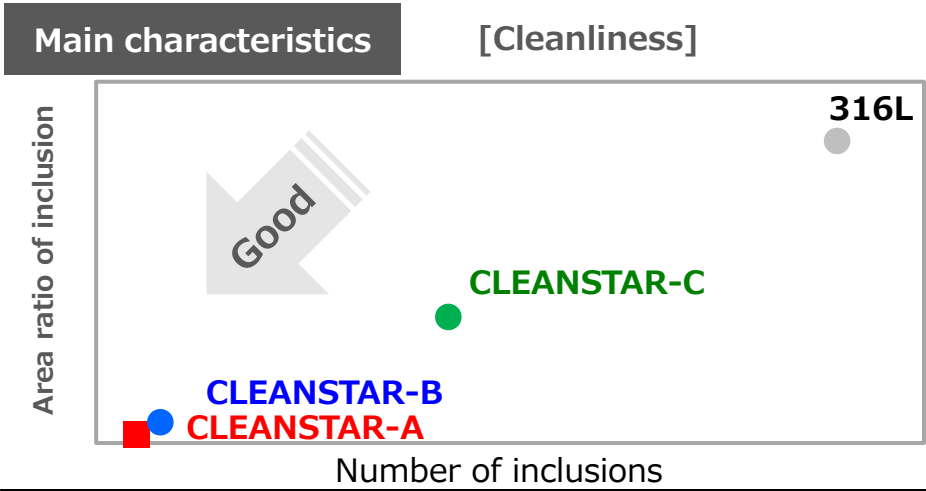 Main characteristics
[Cleanliness]
Area ratio of inclusion
316L
Good
CLEANSTAR-C
CLEANSTAR-B
CLEANSTAR-A
Number of inclusions